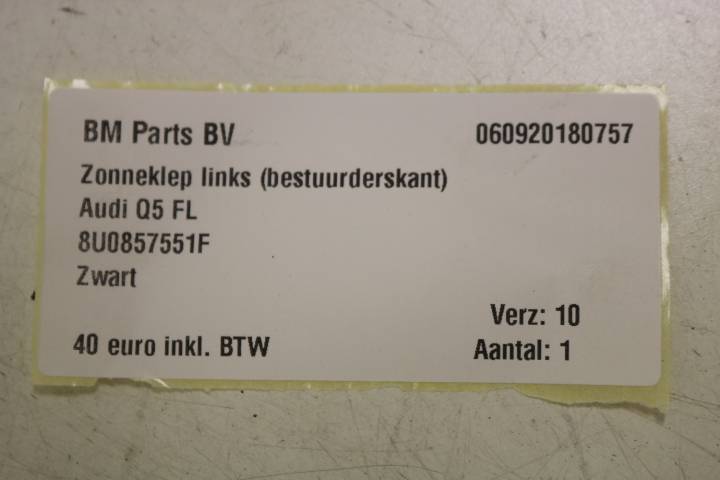 BM Parts BV 060920180757
Zonneklep links (bestuurderskant)
Audi Q5 FL
8U0857551F
Zwart
Verz: 10
40 euro inkl. BTW Aantal: 1